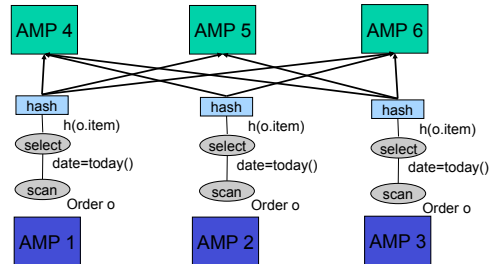 AMP 4 AMP 5 AMP 6
hash hash hash
h(o.item) h(o.item) h(o.item)
select select select
date=today() date=today() date=today()
scan scan scan
Order o Order o Order o
AMP 1 AMP 2 AMP 3